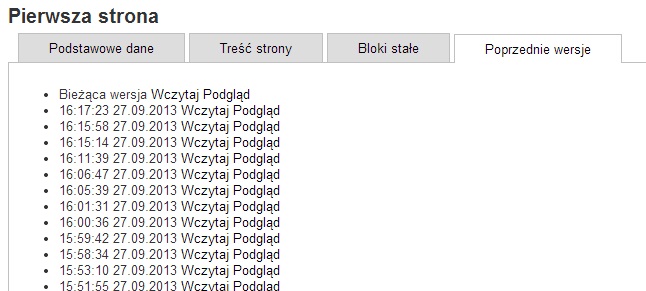 Pierwsza strona
Podstawowe dane Treść strony Bloki stałe Poprzednie wersje
Bieżąca wersja Wczytaj Podgląd
16:17:23 27.09.2013 Wczytaj Podgląd
16:15:58 27.09.2013 Wczytaj Podgląd
16:15:14 27.09.2013 Wczytaj Podgląd
16:11:39 27.09.2013 Wczytaj Podgląd
16:06:47 27.09.2013 Wczytaj Podgląd
16:05:39 27.09.2013 Wczytaj Podgląd
16:01:31 27.09.2013 Wczytaj Podgląd
16:00:36 27.09.2013 Wczytaj Podgląd
15:59:42 27.09.2013 Wczytaj Podgląd
15:58:34 27.09.2013 Wczytaj Podgląd
15:53:10 27.09.2013 Wczytaj Podgląd
15:51:55 27.09.2013 Wczytaj Podgląd